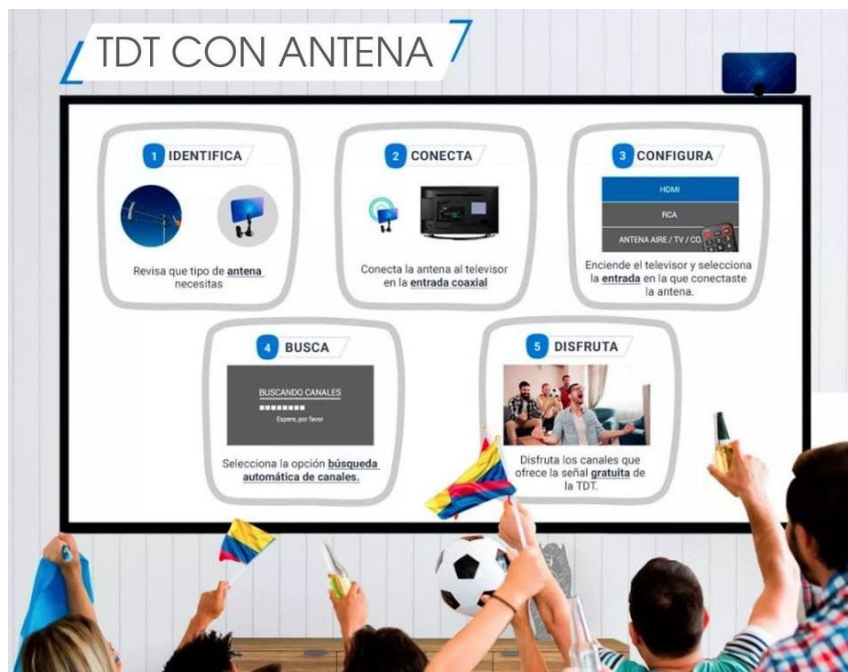 TDT CON ANTENA
1 IDENTIFICA
Revisa que tipo de antena
necesitas
2 CONECTA
Conecta la antena al televisor
en la entrada coaxial
3 CONFIGURA
HDMI
RCA
ANTENA AIRE / TV / CO
Enciende el televisor y selecciona
la entrada en la que conectaste
la antena.
4 BUSCA
BUSCANDO CANALES
Espere, por favor
Selecciona la opción búsqueda
automática de canales.
5 DISFRUTA
Disfruta los canales que
ofrece la señal gratuita de
la TDT.